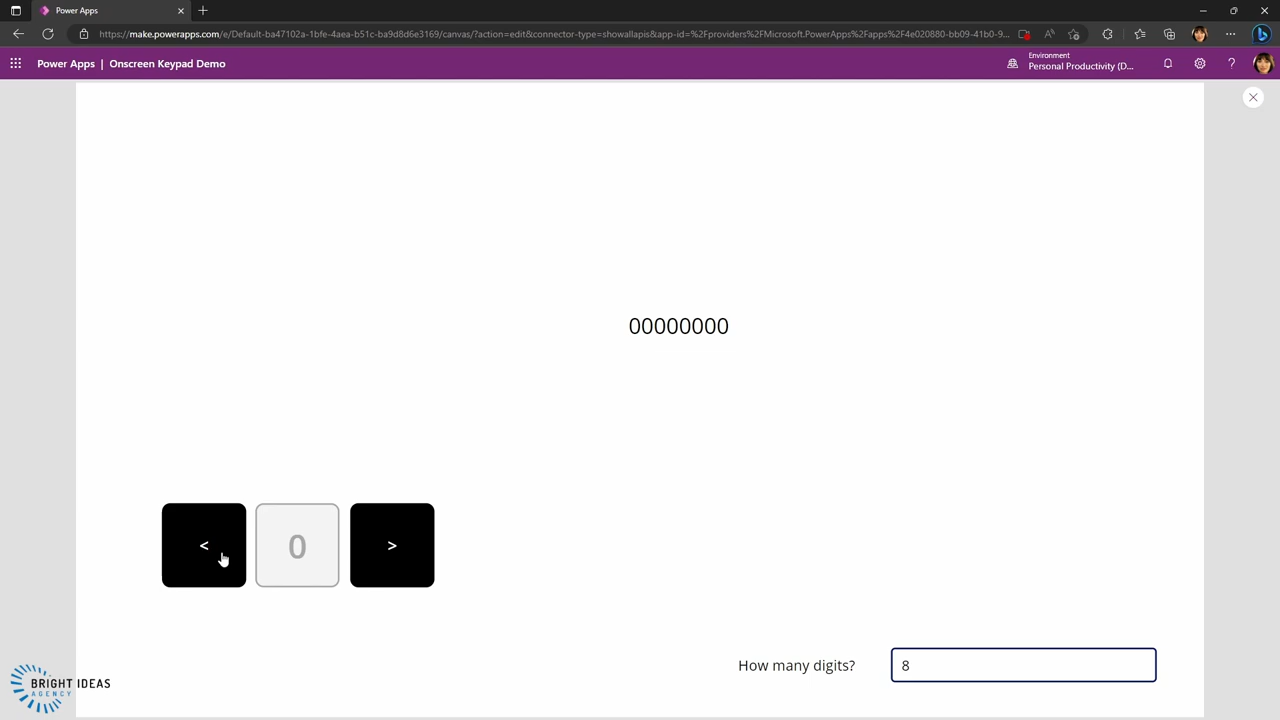 Power Apps
https://make.powerapps.com/e/Default-ba47102a-1bfe-4aea-b51c-ba9d8d6e3169/canvas/?action=edit&connector-type=showallapis&app-id=%2Fproviders%2FMicrosoft.PowerApps%2Fapps%2F4e020880-bb09-41b0-9...
Power Apps | Onscreen Keypad Demo
Environment
Personal Productivity (D...
00000000
< 0 >
How many digits? 8
BRIGHT IDEAS
AGENCY